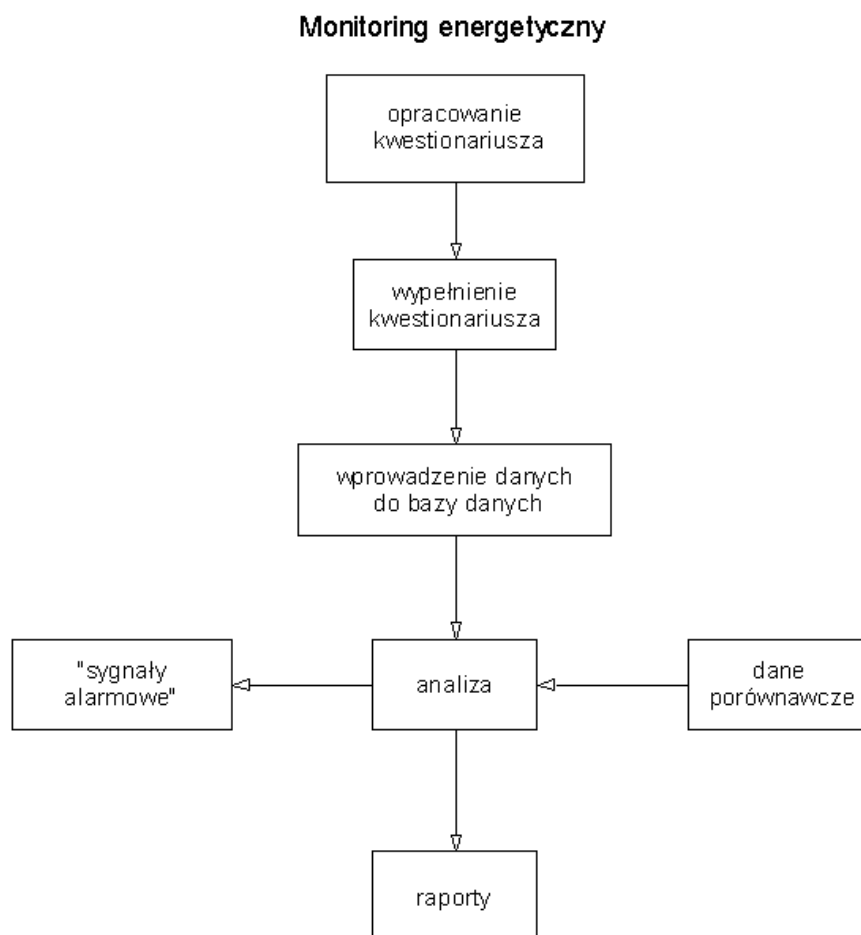 Monitoring energetyczny
opracowanie
kwestionariusza
wypełnienie
kwestionariusza
wprowadzenie danych
do bazy danych
"sygnały
alarmowe"
analiza
dane
porównawcze
raporty